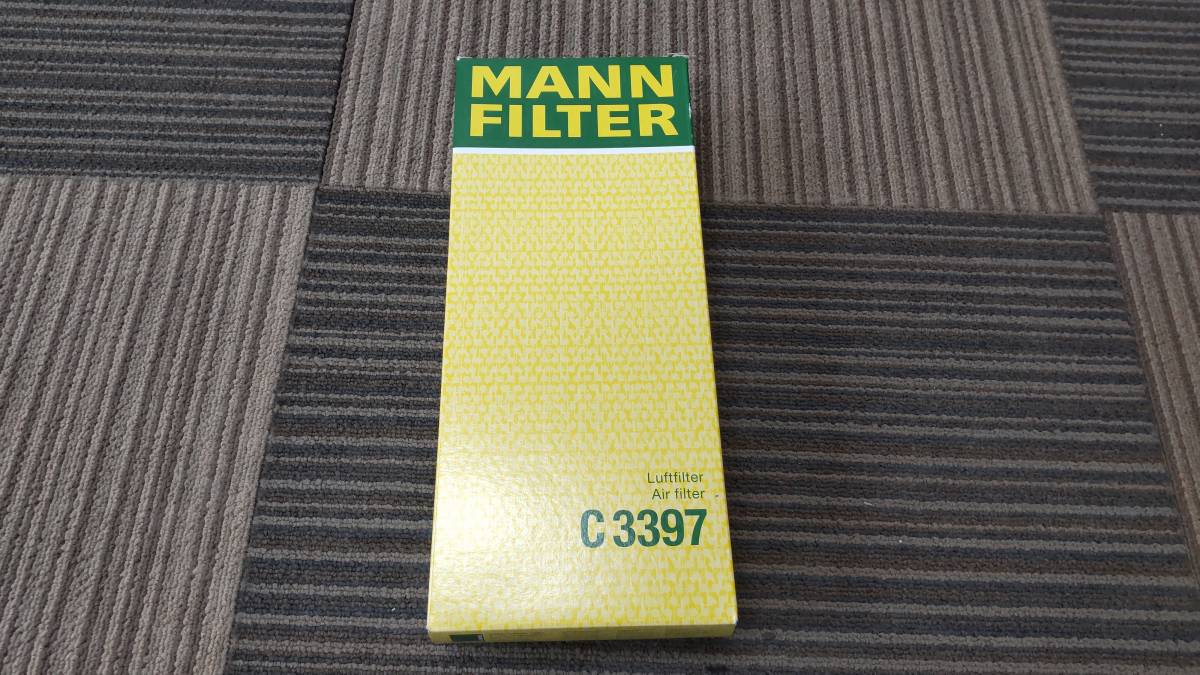 MANN
FILTER
Luftfilter
Air filter
C 3397